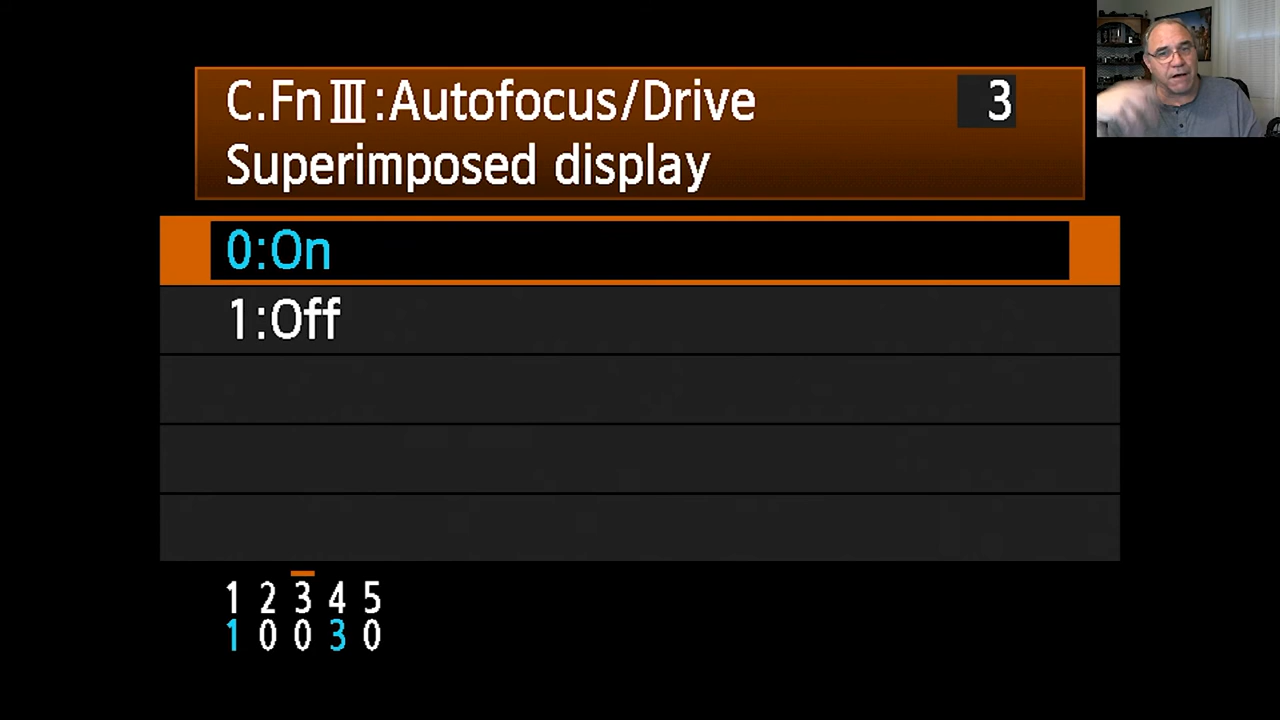 C.Fn III :Autofocus/Drive 3
Superimposed display
0:On
1:Off
1 2 3 4 5
1 0 0 3 0